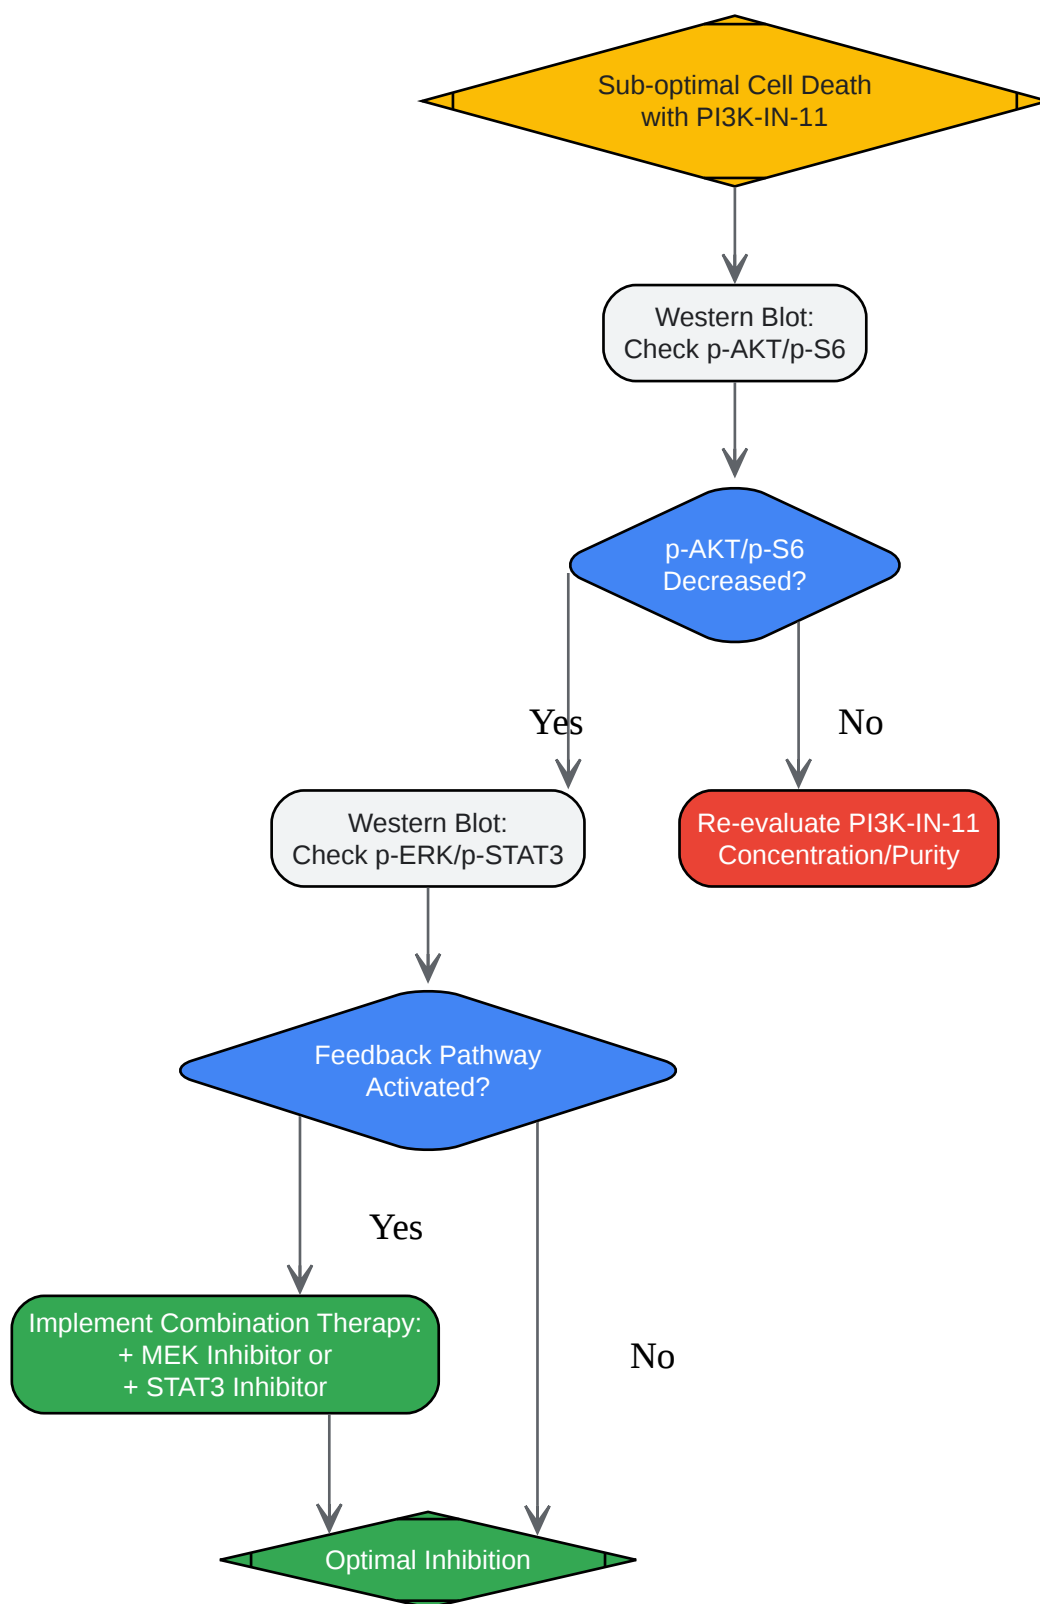 Sub-optimal Cell Death
with PI3K-IN-11
Western Blot:
Check p-AKT/p-S6
p-AKT/p-S6
Decreased?
Yes
No
Western Blot:
Check p-ERK/p-STAT3
Re-evaluate PI3K-IN-11
Concentration/Purity
Feedback Pathway
Activated?
Yes
Implement Combination Therapy:
+ MEK Inhibitor or
+ STAT3 Inhibitor
No
Optimal Inhibition